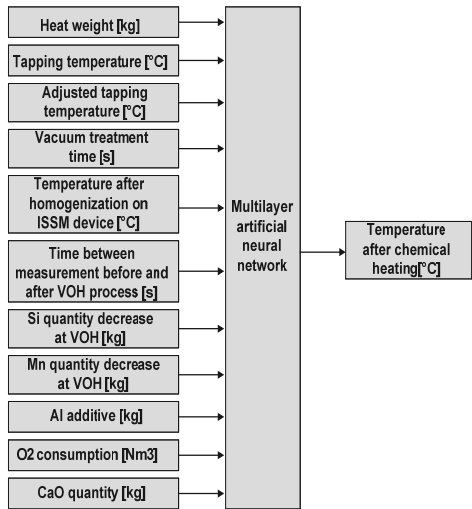 Heat weight [kg]
Tapping temperature [°C]
Adjusted tapping
temperature [°C]
Vacuum treatment
time [s]
Temperature after
homogenization on
ISSM device [°C]
Time between
measurement before and
after VOH process [s]
Si quantity decrease
at VOH [kg]
Mn quantity decrease
at VOH [kg]
Al additive [kg]
O2 consumption [Nm3]
CaO quantity [kg]
Multilayer
artificial
neural
network
Temperature
after chemical
heating[°C]